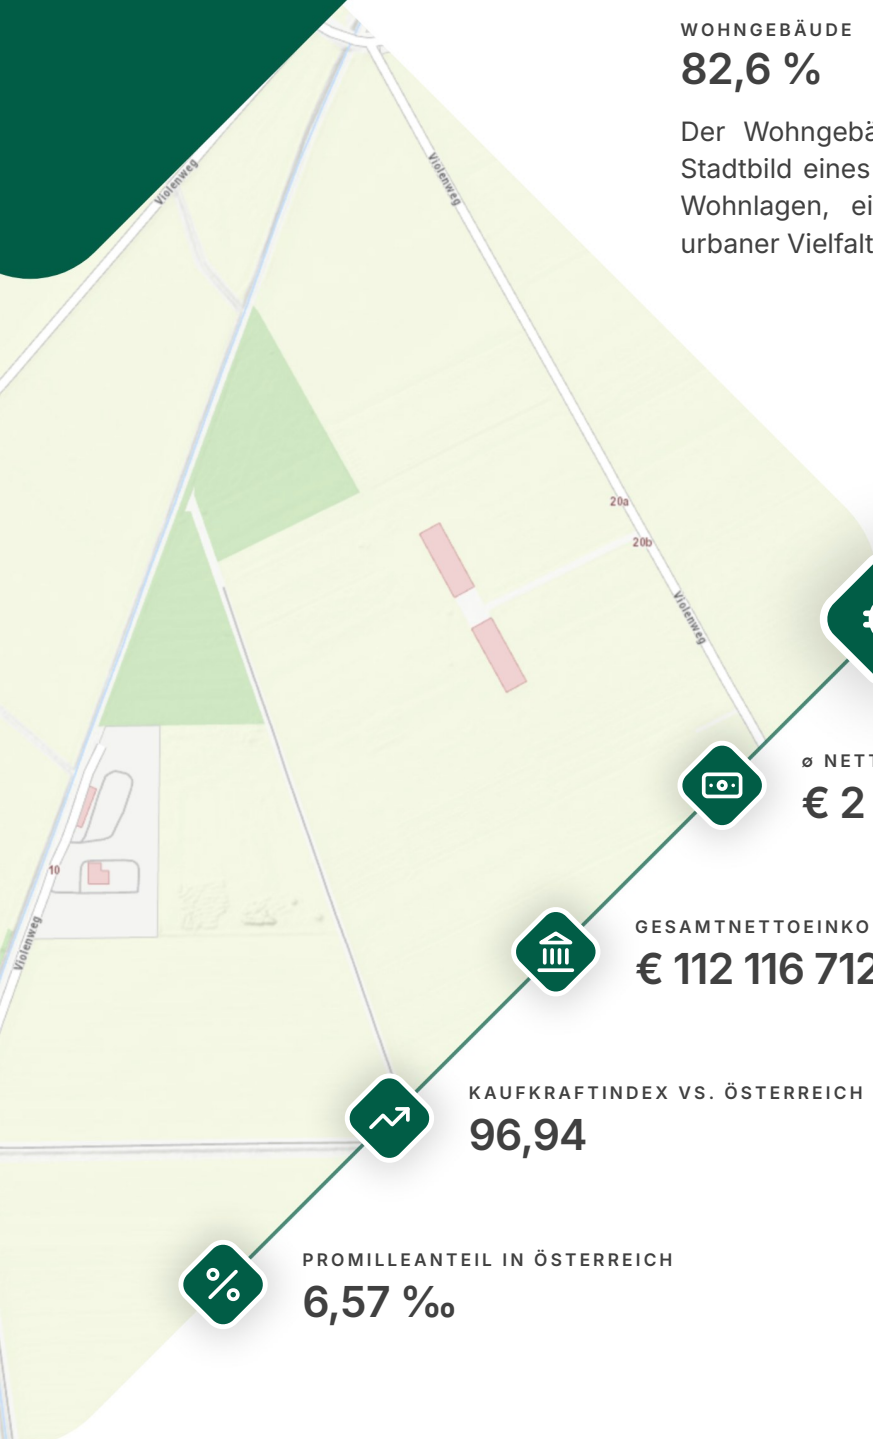 WOHNGEBÄUDE
82,6 %
Der Wohngebä
Stadtbild eines
Wohnlagen, ei
urbaner Vielfalt
Violenweg
Violenweg
20a
20b
Violenweg
ø NETT
€ 2
10
Violenweg
GESAMTNETTOEINKO
€ 112 116 712
KAUFKRAFTINDEX VS. ÖSTERREICH
96,94
PROMILLEANTEIL IN ÖSTERREICH
6,57 ‰